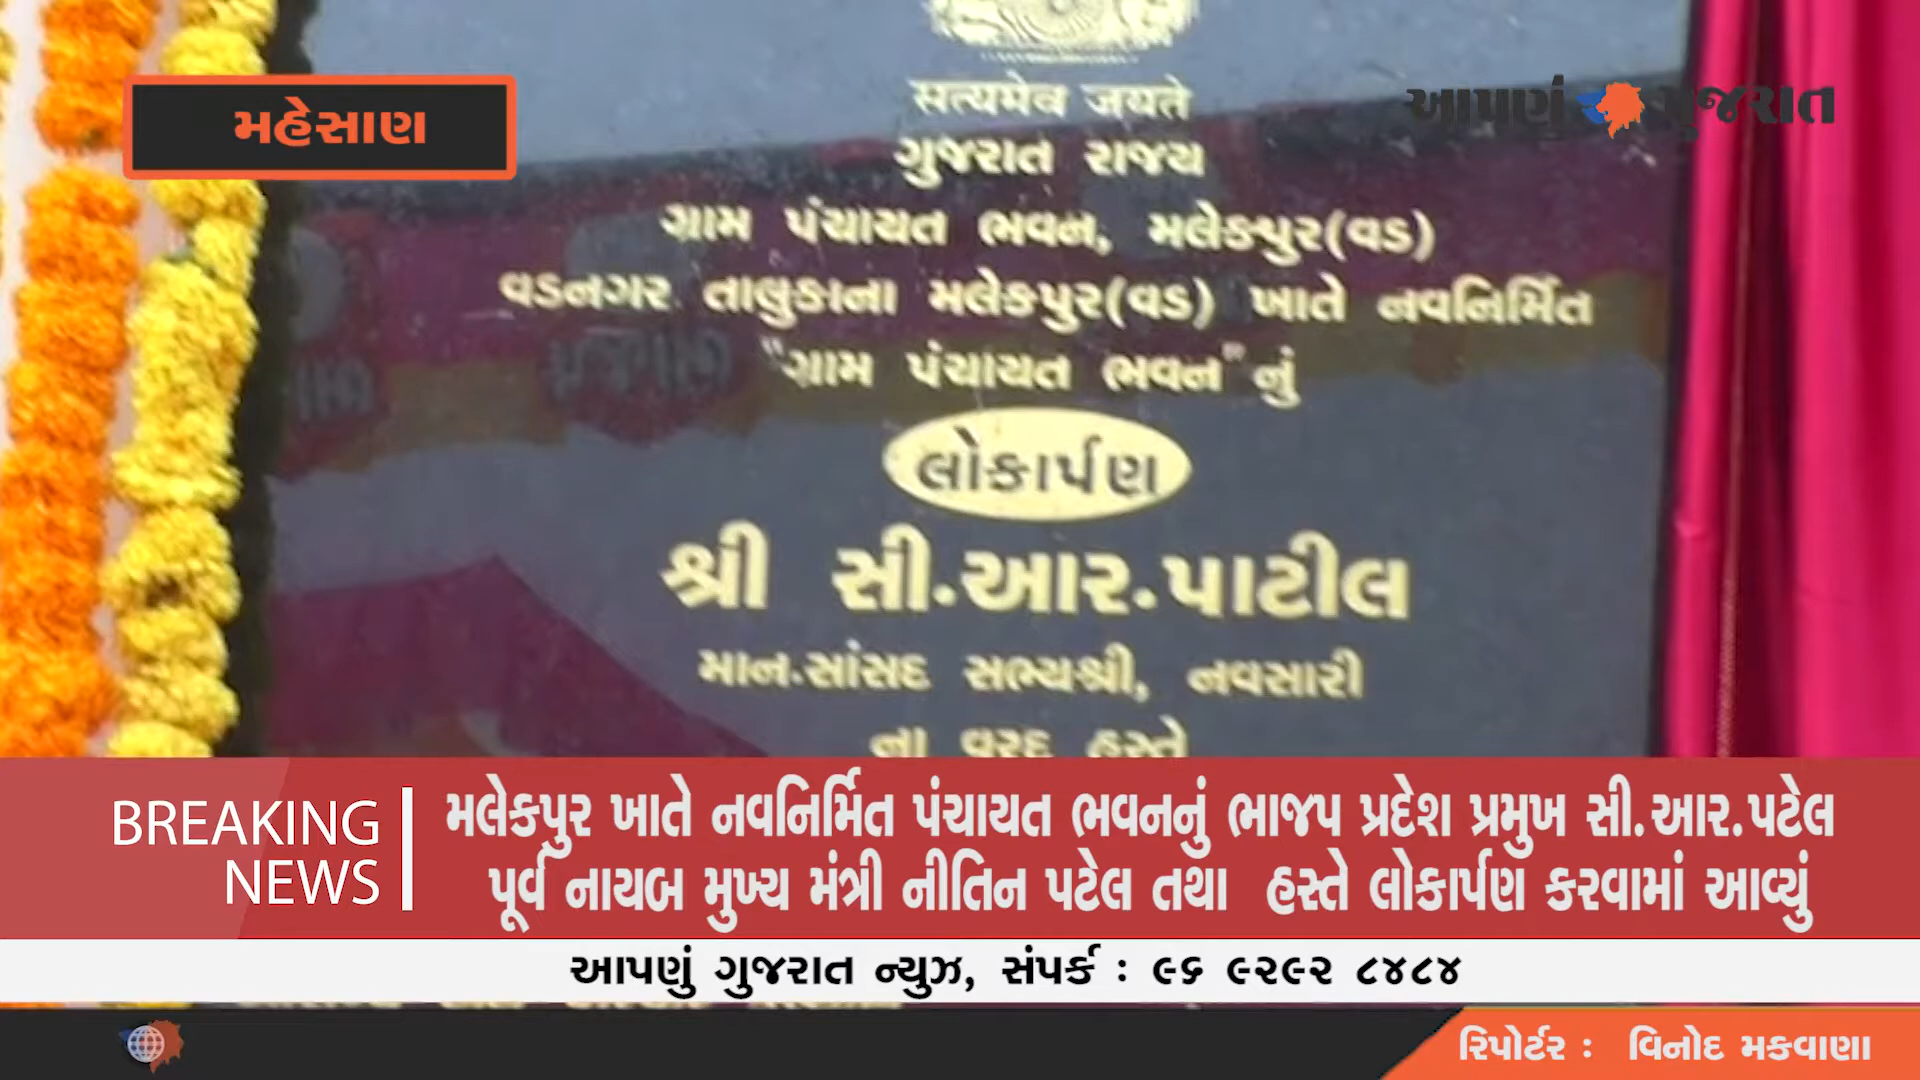 મહેસાણ
આપણું ગુજરાત
સત્યમેવ જયતે
ગુજરાત રાજ્ય
ગ્રામ પંચાયત ભવન, મલેકપુર(વડ)
વડનગર તાલુકાના મલેકપુર(વડ) ખાતે નવનિર્મિત
"ગ્રામ પંચાયત ભવન" નું
લોકાર્પણ
શ્રી સી.આર.પાટીલ
માન.સાંસદ સભ્યશ્રી, નવસારી
ના વરદ હસ્તે
BREAKING
NEWS
મલેકપુર ખાતે નવનિર્મિત પંચાયત ભવનનું ભાજપ પ્રદેશ પ્રમુખ સી.આર.પટેલ
પૂર્વ નાયબ મુખ્ય મંત્રી નીતિન પટેલ તથા હસ્તે લોકાર્પણ કરવામાં આવ્યું
આપણું ગુજરાત ન્યુઝ, સંપર્ક : ૯૬ ૯૨૯૨ ૮૪૮૪
રિપોર્ટર : વિનોદ મકવાણા